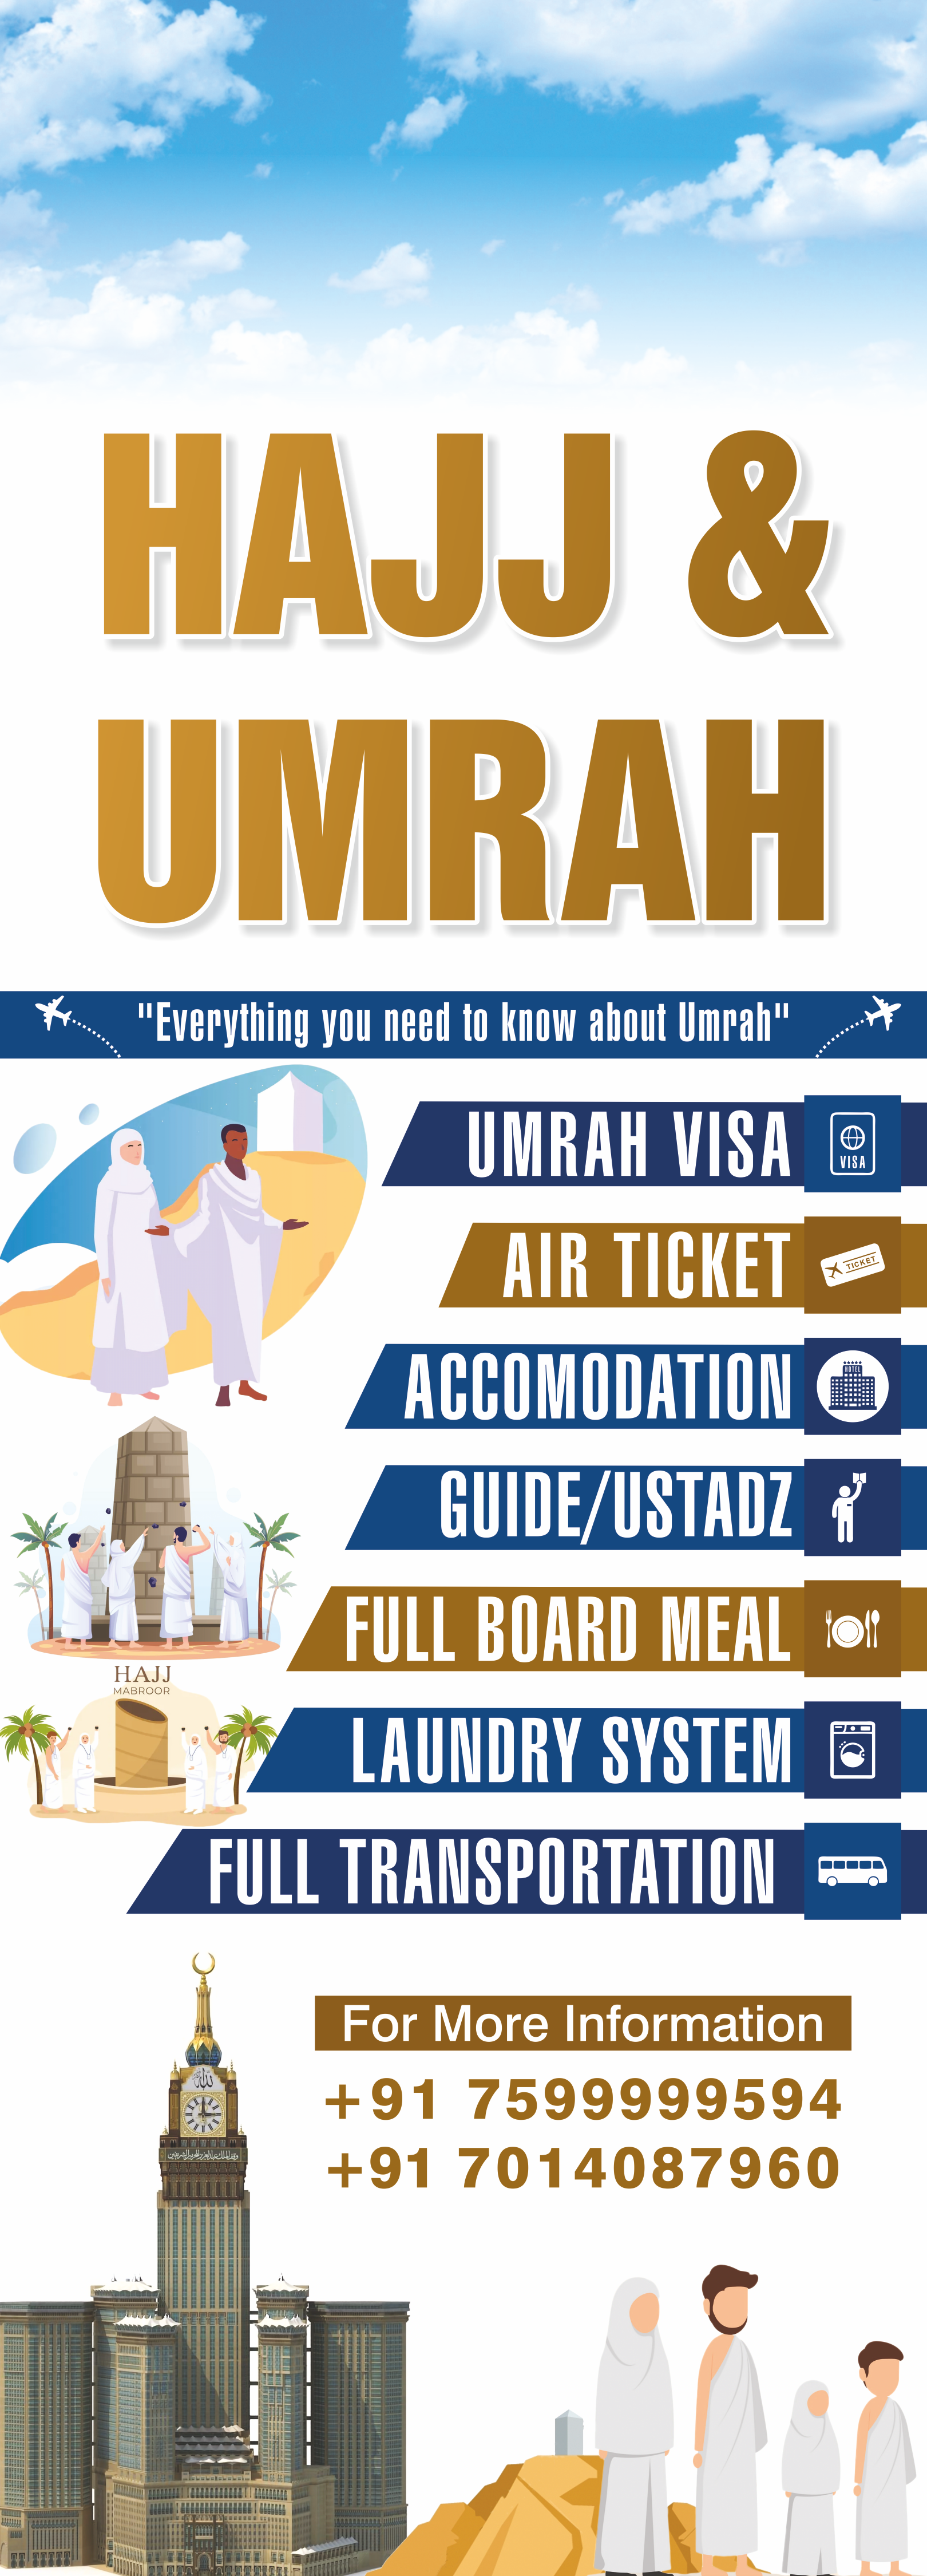 HAJJ &
UMRAH
"Everything you need to know about Umrah"
UMRAH VISA
VISA
AIR TICKET
TICKET
ACCOMODATION
HOTEL
GUIDE/USTADZ
FULL BOARD MEAL
HAJJ
MABROOR
LAUNDRY SYSTEM
FULL TRANSPORTATION
For More Information
+91 7599999594
+91 7014087960
الله